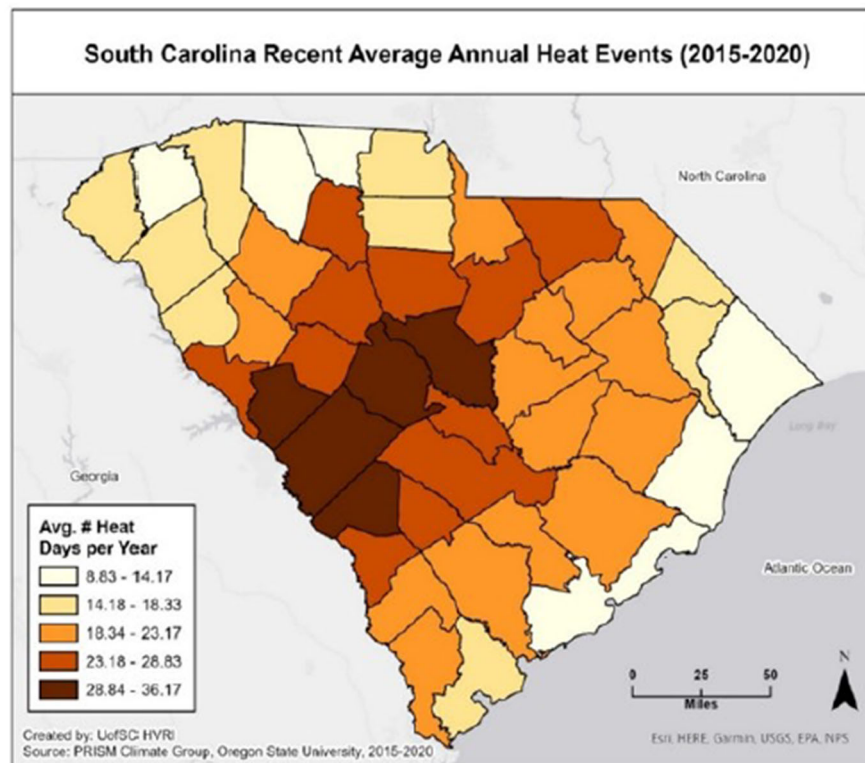 South Carolina Recent Average Annual Heat Events (2015-2020)
North Carolina
Long Bay
Georgia
Avg. # Heat
Days per Year
8.83 - 14.17
14.18 - 18.33
18.34 - 23.17
23.18 - 28.83
28.84 - 36.17
Atlantic Ocean
N
0 25 50
Miles
Created by: UofSC HVRI
Source: PRISM Climate Group, Oregon State University, 2015-2020
Esri, HERE, Garmin, USGS, EPA, NPS